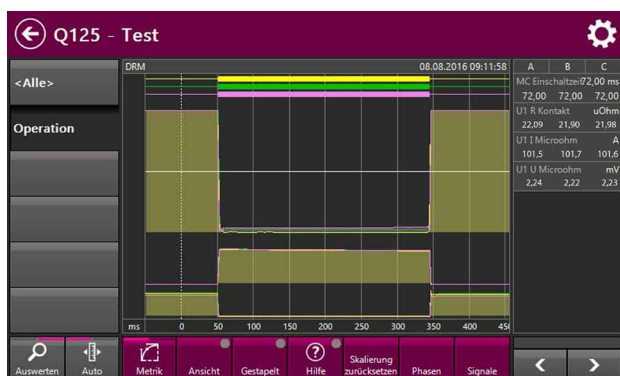 Q125 - Test
<Alle>
Operation
DRM 08.08.2016 09:11:58
A B C
MC Einschaltzeit 72,00 ms
72,00 72,00 72,00
U1 R Kontakt uOhm
22,09 21,90 21,98
U1 I Microohm A
101,5 101,7 101,6
U1 U Microohm mV
2,24 2,22 2,23
ms 0 50 100 150 200 250 300 350 400 450
Auswerten
Auto
Metrik
Ansicht
Gestapelt
Hilfe
Skalierung
zurücksetzen
Phasen
Signale